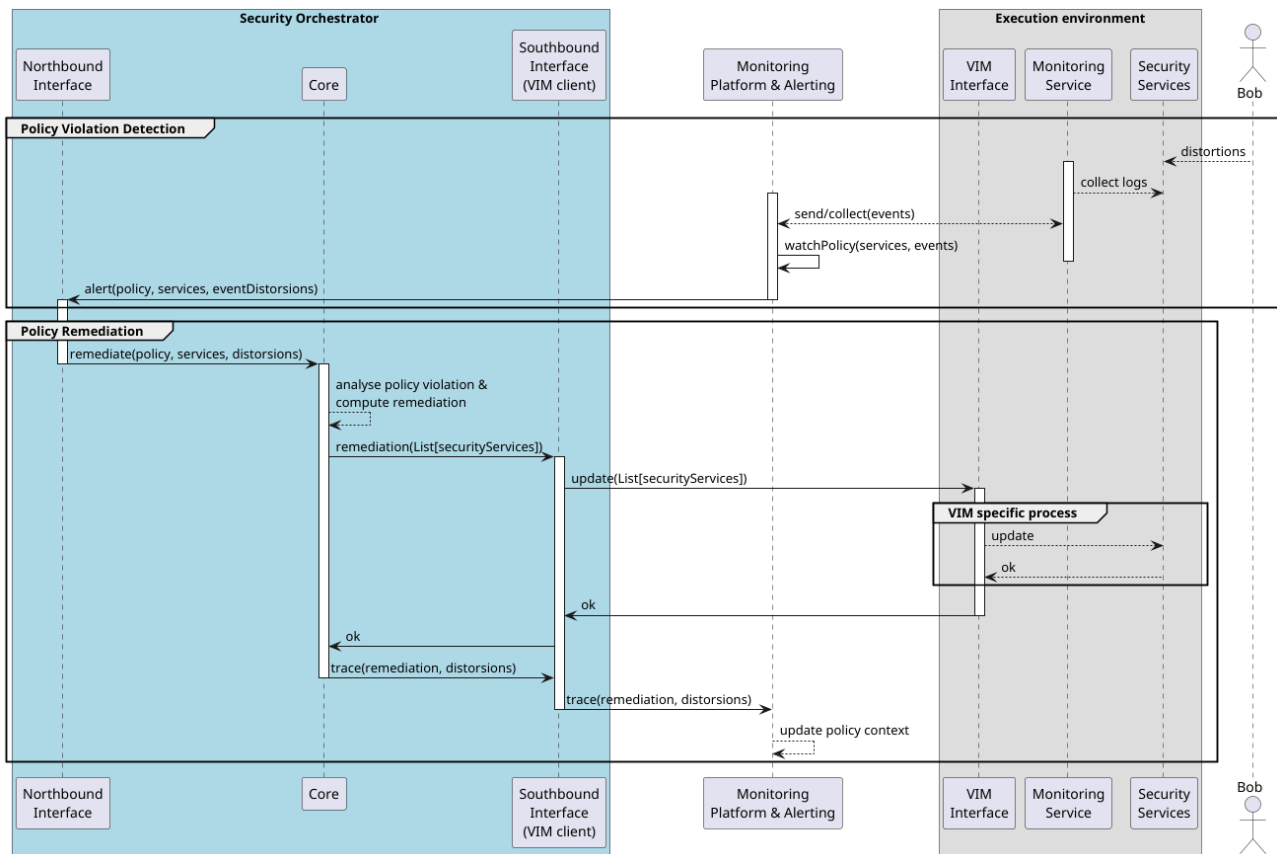 Security Orchestrator
Execution environment
Northbound
Interface
Core
Southbound
Interface
(VIM client)
Monitoring
Platform & Alerting
VIM
Interface
Monitoring
Service
Security
Services
Bob
Policy Violation Detection
distortions
collect logs
send/collect(events)
watchPolicy(services, events)
alert(policy, services, eventDistorsions)
Policy Remediation
remediate(policy, services, distorsions)
analyse policy violation &
compute remediation
remediation(List[securityServices])
update(List[securityServices])
VIM specific process
update
ok
ok
ok
trace(remediation, distorsions)
trace(remediation, distorsions)
update policy context
Northbound
Interface
Core
Southbound
Interface
(VIM client)
Monitoring
Platform & Alerting
VIM
Interface
Monitoring
Service
Security
Services
Bob